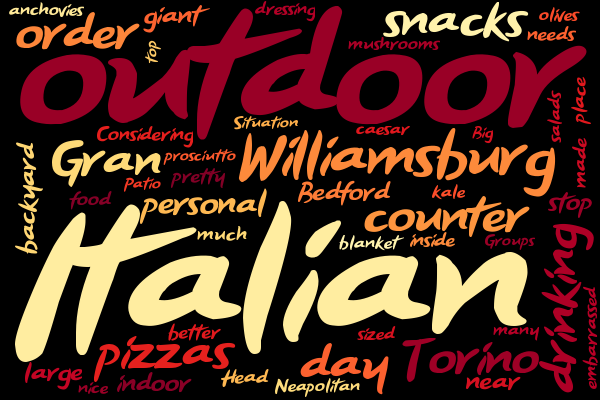 anchovies
giant
dressing
snacks
olives
order
needs
top
mushrooms
outdoor
place
salads
Considering
Situation
caesar
Big
backyard
Gran
prosciutto
Williamsburg
made
Patio
pretty
food
personal
Bedford
kale
stop
counter
much
blanket
inside
Groups
Italian
drinking
embarrassed
better
sized
many
pizzas
day
Torino
large
nice
indoor
Head
Neapolitan
near